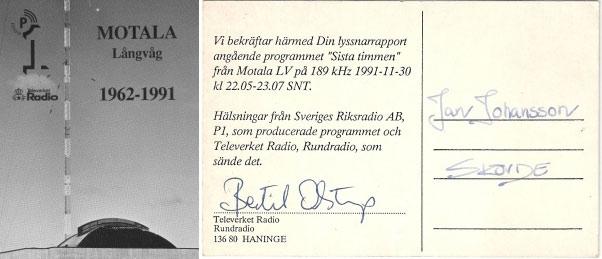 MOTALA
Långvåg
1962-1991
P
Televerket
Radio
Vi bekräftar härmed Din lyssnarrapport
angående programmet "Sista timmen"
från Motala LV på 189 kHz 1991-11-30
kl 22.05-23.07 SNT.
Hälsningar från Sveriges Riksradio AB,
P1, som producerade programmet och
Televerket Radio, Rundradio, som
sände det.
Bertil
Televerket Radio
Rundradio
136 80 HANINGE
Jan Johansson
SKÖVDE